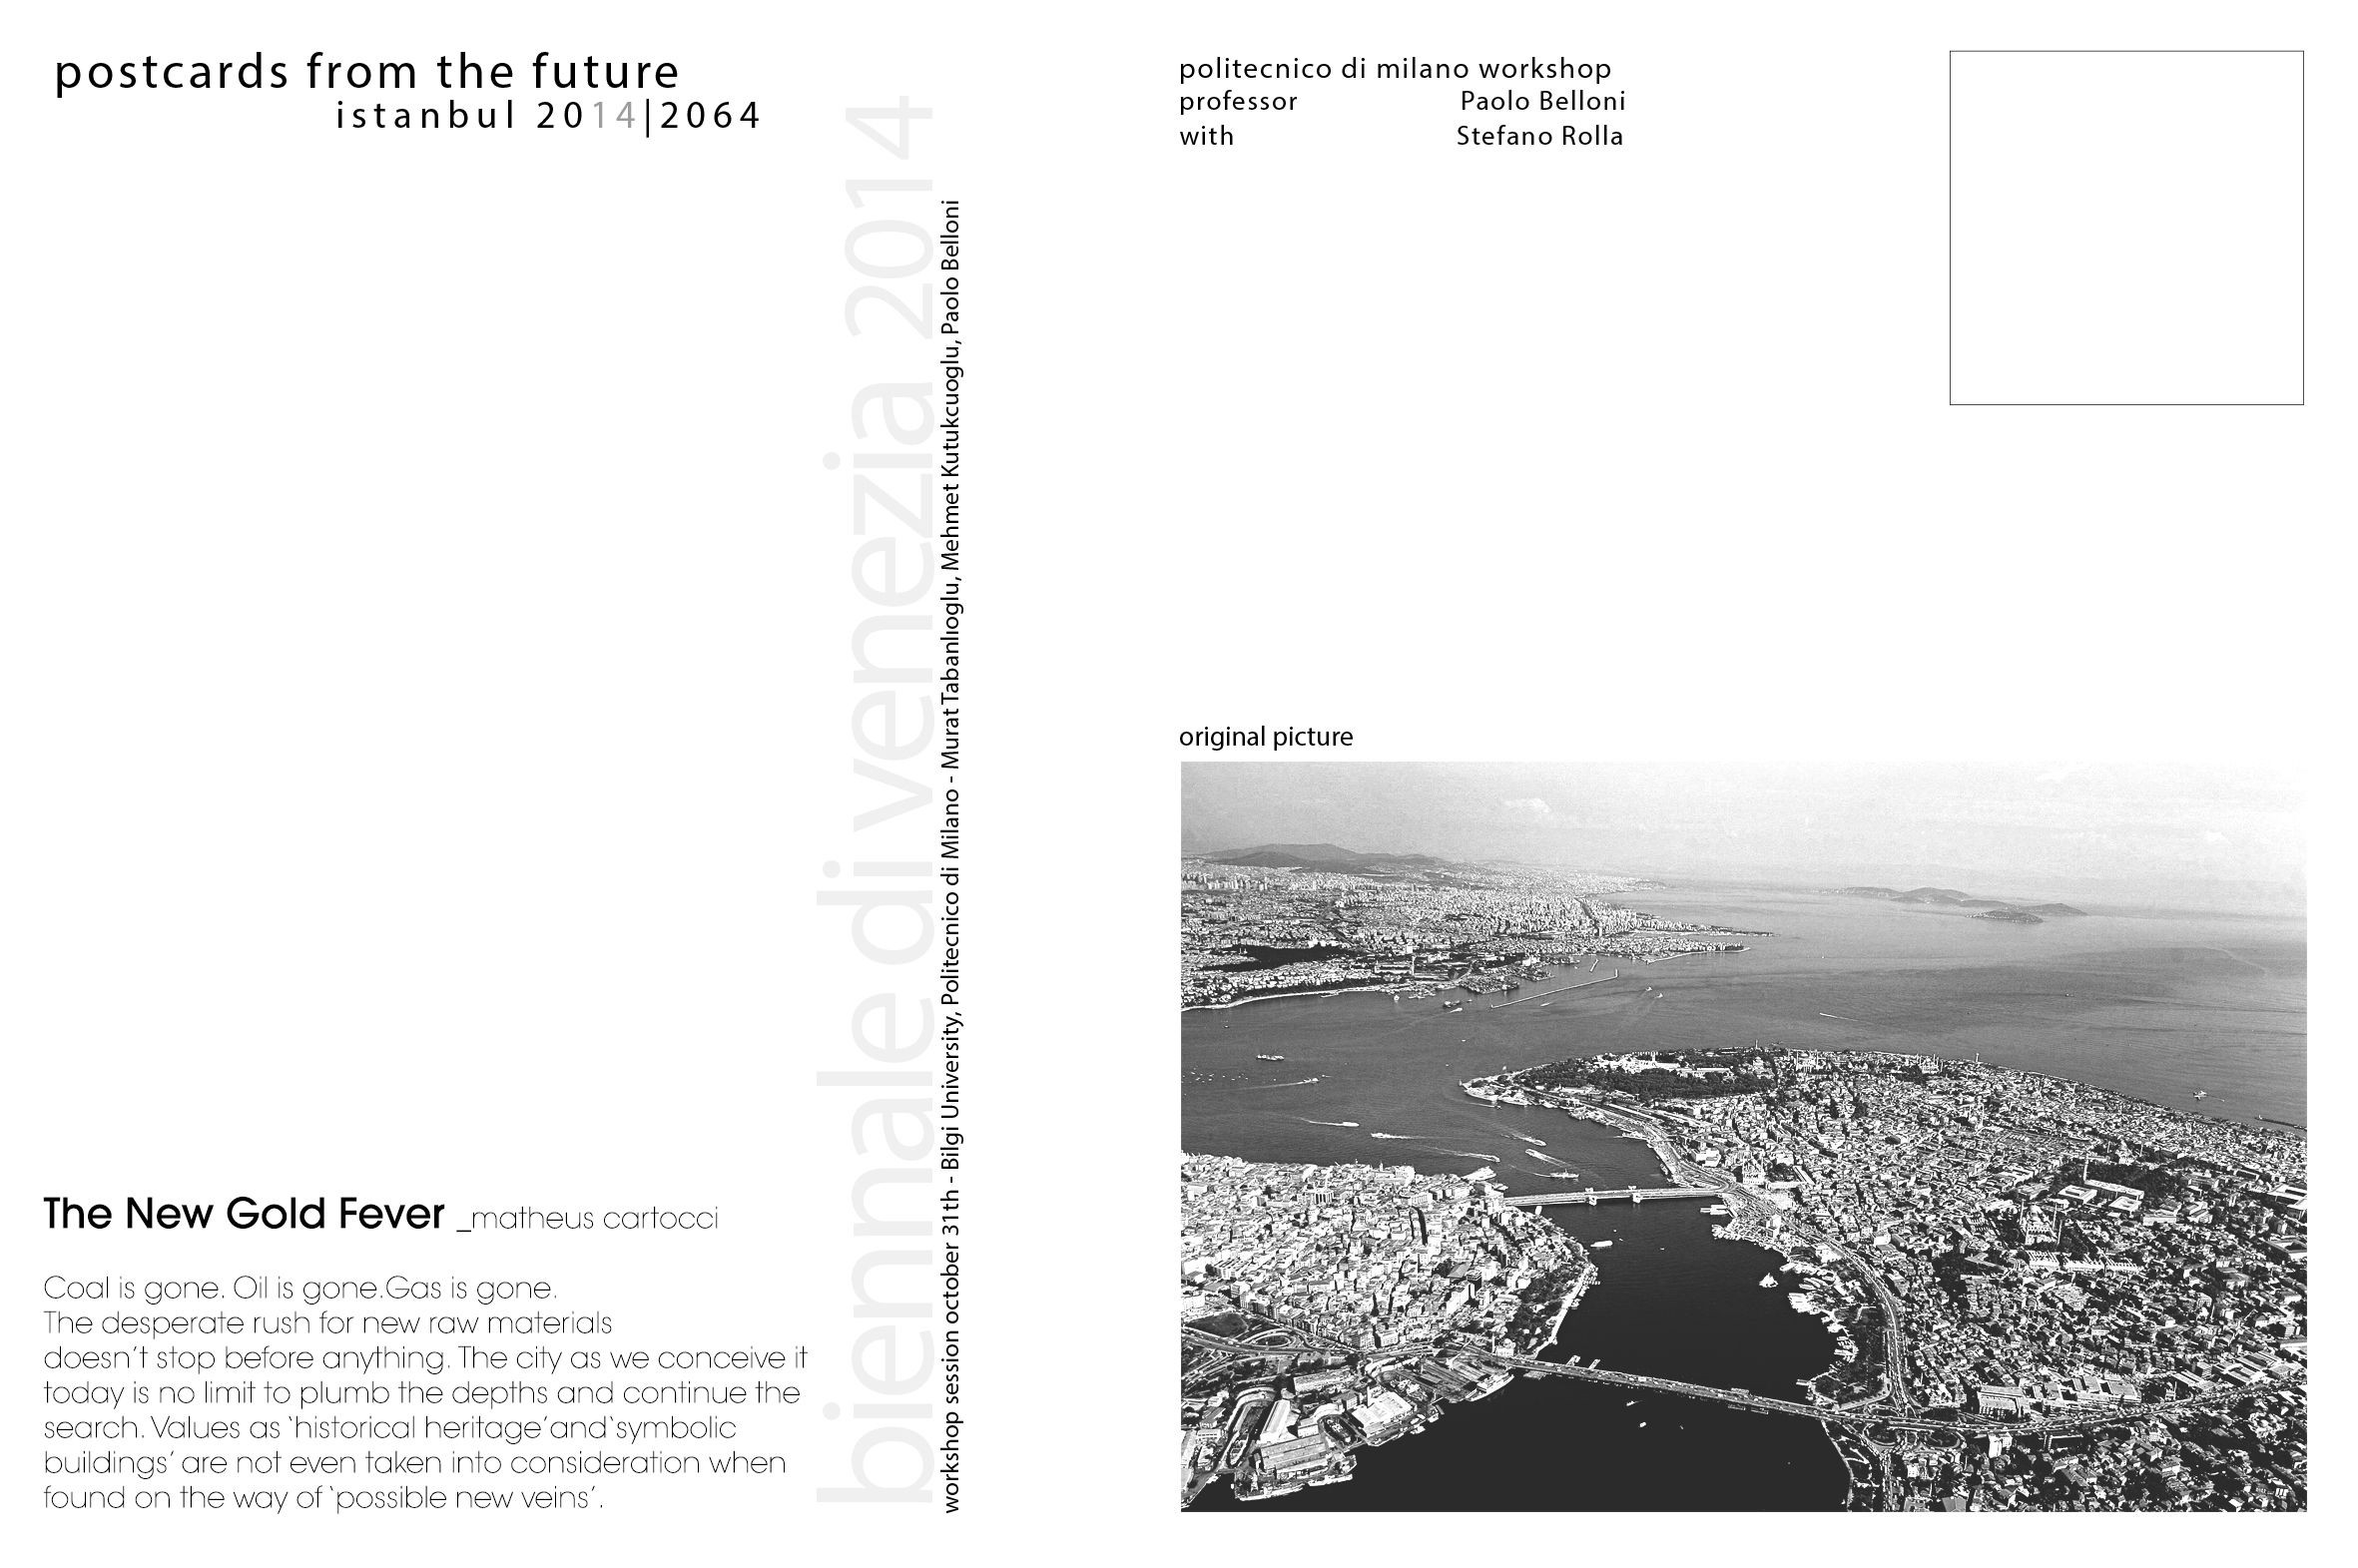 postcards from the future
istanbul 2014|2064
biennale di venezia 2014
workshop session october 31th - Bilgi University, Politecnico di Milano - Murat Tabanlıoglu, Mehmet Kutukcuoglu, Paolo Belloni
The New Gold Fever _matheus cartocci
Coal is gone. Oil is gone.Gas is gone.
The desperate rush for new raw materials
doesn't stop before anything. The city as we conceive it
today is no limit to plumb the depths and continue the
search. Values as 'historical heritage'and'symbolic
buildings' are not even taken into consideration when
found on the way of 'possible new veins'.
politecnico di milano workshop
professor Paolo Belloni
with Stefano Rolla
original picture